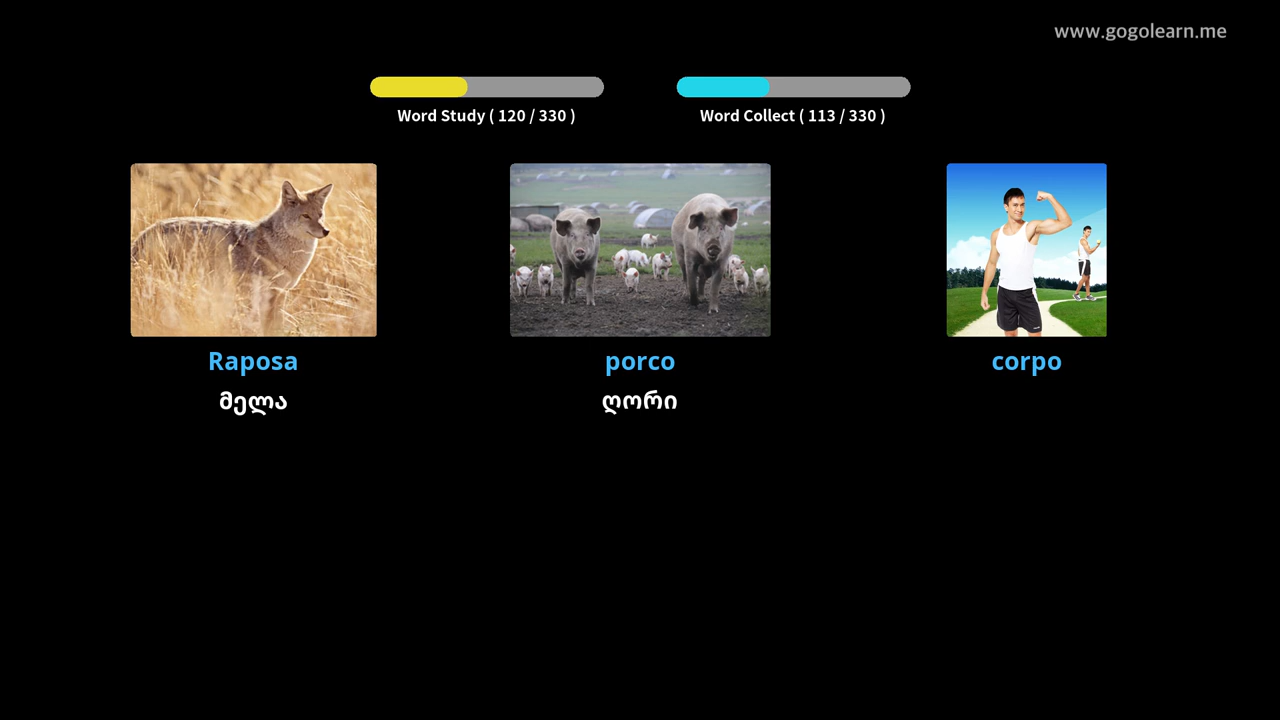 www.gogolearn.me
Word Study ( 120 / 330 )
Word Collect ( 113 / 330 )
Raposa
porco
corpo
მელა
ღორი